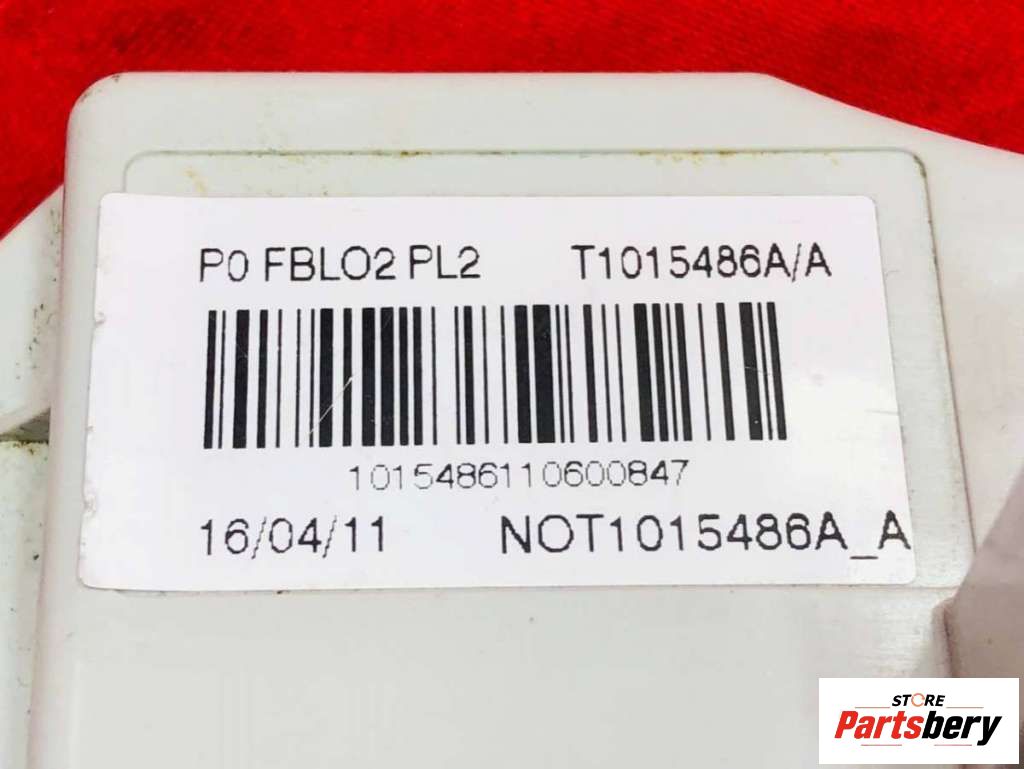 P0 FBLO2 PL2 T1015486A/A
1015486110600847
16/04/11 NOT1015486A_A
STORE
Partsbery